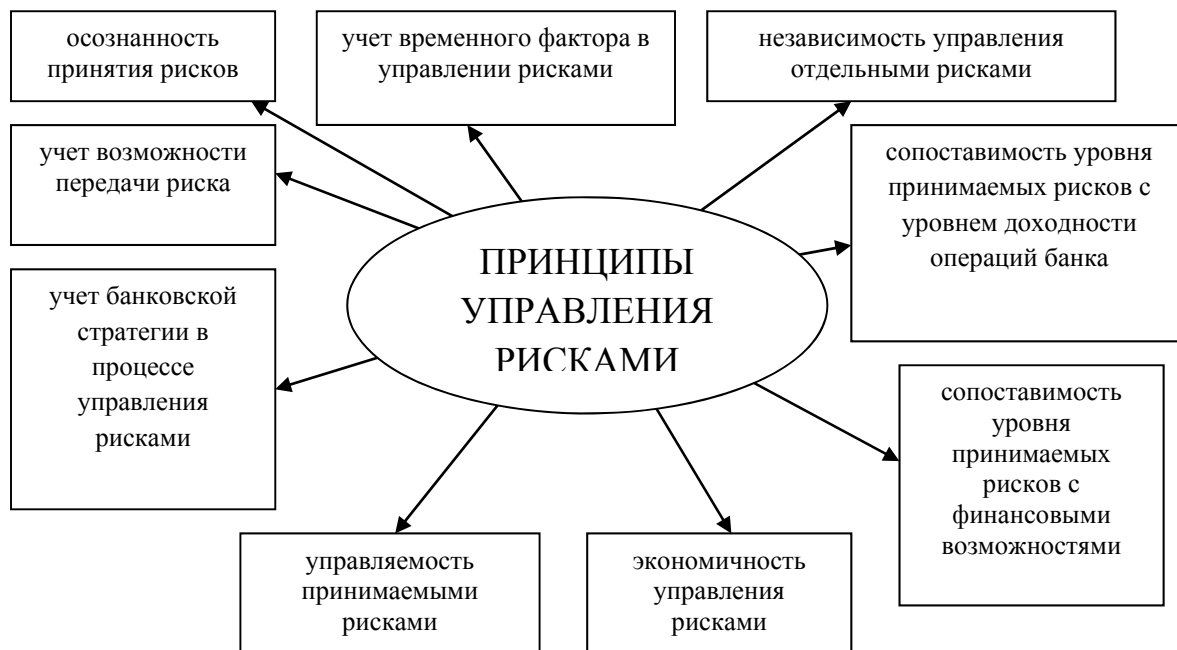 осознанность
принятия рисков
учет временного фактора в
управлении рисками
независимость управления
отдельными рисками
учет возможности
передачи риска
сопоставимость уровня
принимаемых рисков с
уровнем доходности
операций банка
ПРИНЦИПЫ
УПРАВЛЕНИЯ
РИСКАМИ
учет банковской
стратегии в
процессе
управления
рисками
сопоставимость
уровня
принимаемых
рисков с
финансовыми
возможностями
управляемость
принимаемыми
рисками
экономичность
управления
рисками